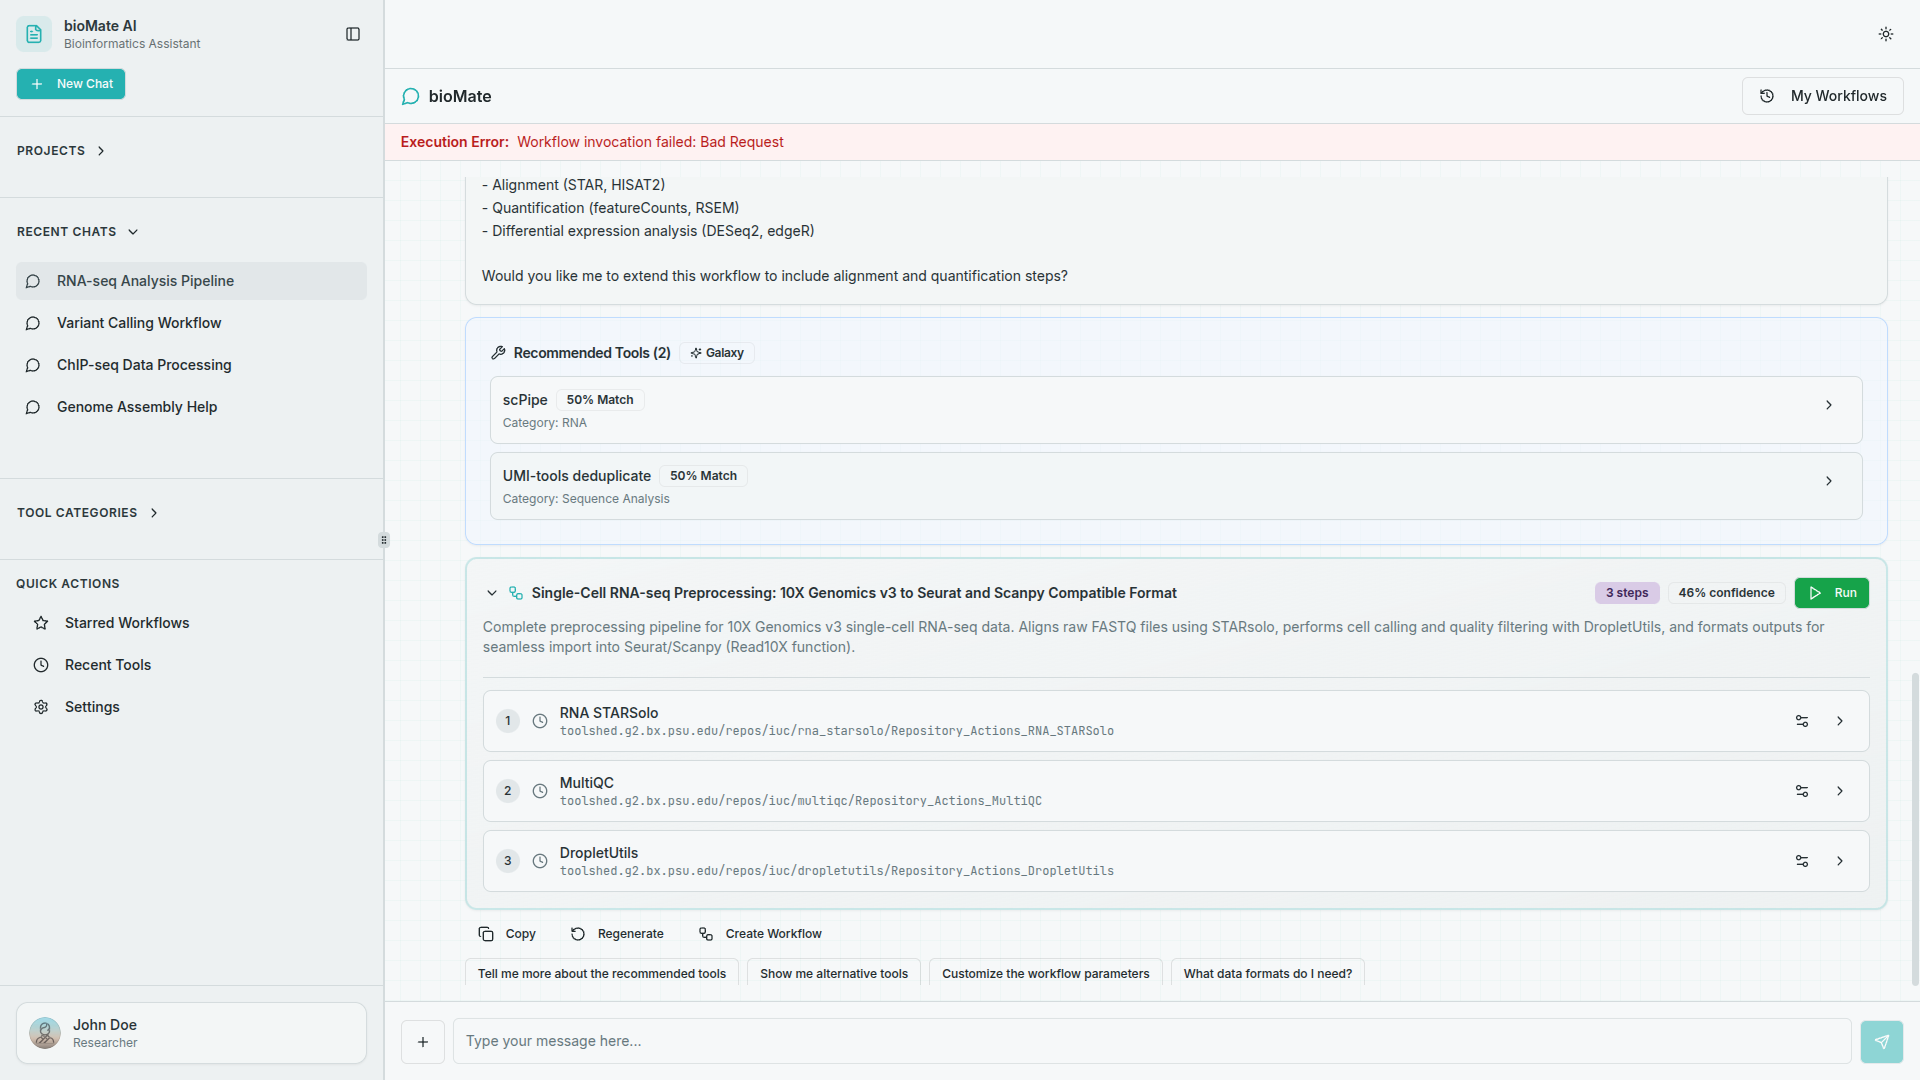 bioMate AI
Bioinformatics Assistant
New Chat
PROJECTS
RECENT CHATS
RNA-seq Analysis Pipeline
Variant Calling Workflow
ChIP-seq Data Processing
Genome Assembly Help
TOOL CATEGORIES
QUICK ACTIONS
Starred Workflows
Recent Tools
Settings
John Doe
Researcher
bioMate
My Workflows
Execution Error: Workflow invocation failed: Bad Request
- Alignment (STAR, HISAT2)
- Quantification (featureCounts, RSEM)
- Differential expression analysis (DESeq2, edgeR)
Would you like me to extend this workflow to include alignment and quantification steps?
Recommended Tools (2) Galaxy
scPipe 50% Match
Category: RNA
UMI-tools deduplicate 50% Match
Category: Sequence Analysis
Single-Cell RNA-seq Preprocessing: 10X Genomics v3 to Seurat and Scanpy Compatible Format 3 steps 46% confidence Run
Complete preprocessing pipeline for 10X Genomics v3 single-cell RNA-seq data. Aligns raw FASTQ files using STARsolo, performs cell calling and quality filtering with DropletUtils, and formats outputs for
seamless import into Seurat/Scanpy (Read10X function).
1 RNA STARSolo
toolshed.g2.bx.psu.edu/repos/iuc/rna_starsolo/Repository_Actions_RNA_STARSolo
2 MultiQC
toolshed.g2.bx.psu.edu/repos/iuc/multiqc/Repository_Actions_MultiQC
3 DropletUtils
toolshed.g2.bx.psu.edu/repos/iuc/dropletutils/Repository_Actions_DropletUtils
Copy Regenerate Create Workflow
Tell me more about the recommended tools Show me alternative tools Customize the workflow parameters What data formats do I need?
Type your message here...